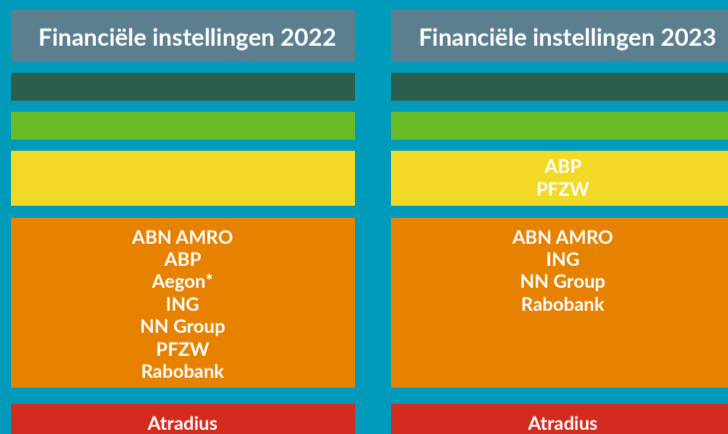 Financiële instellingen 2022
ABN AMRO
ABP
Aegon*
ING
NN Group
PFZW
Rabobank
Atradius
Financiële instellingen 2023
ABP
PFZW
ABN AMRO
ING
NN Group
Rabobank
Atradius